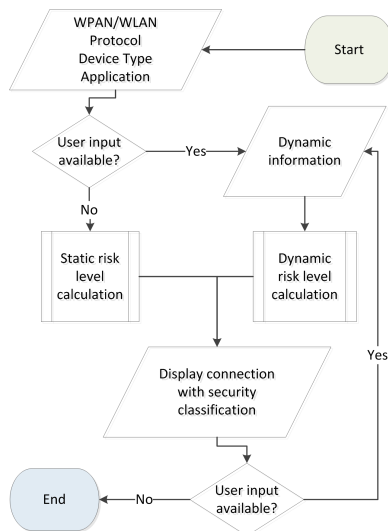 WPAN/WLAN
Protocol
Device Type
Application
Start
User input
available?
Yes
Dynamic
information
No
Static risk
level
calculation
Dynamic
risk level
calculation
Display connection
with security
classification
Yes
User input
available?
No
End